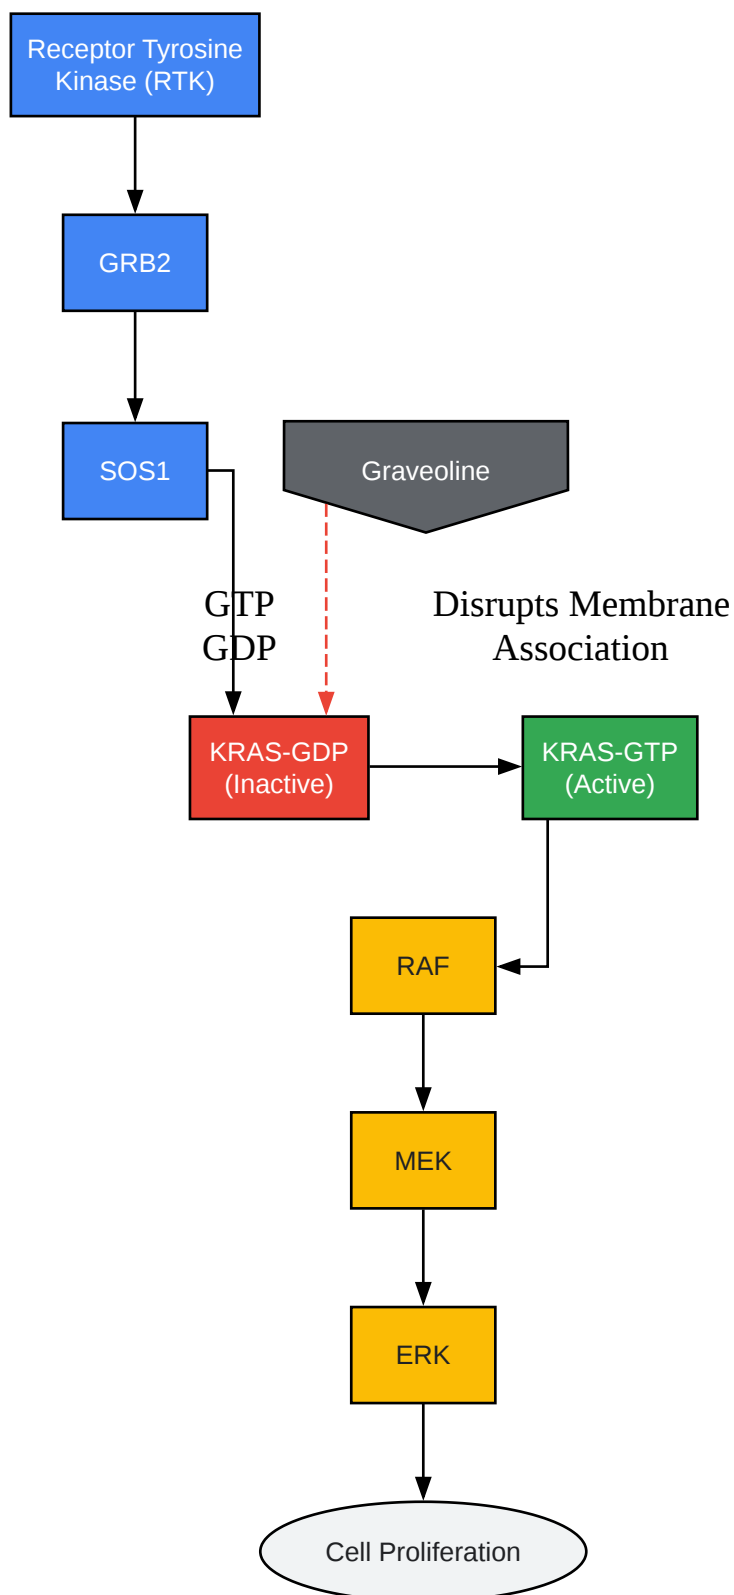 Receptor Tyrosine
Kinase (RTK)
GRB2
SOS1
Graveoline
GTP
GDP
Disrupts Membrane
Association
KRAS-GDP
(Inactive)
KRAS-GTP
(Active)
RAF
MEK
ERK
Cell Proliferation